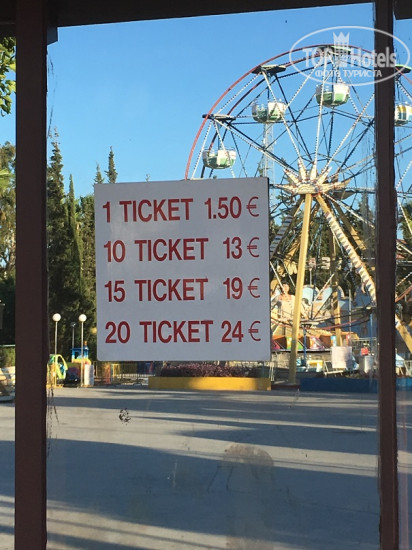 TopHotels
фото туриста
1 TICKET 1.50 €
10 TICKET 13 €
15 TICKET 19 €
20 TICKET 24 €